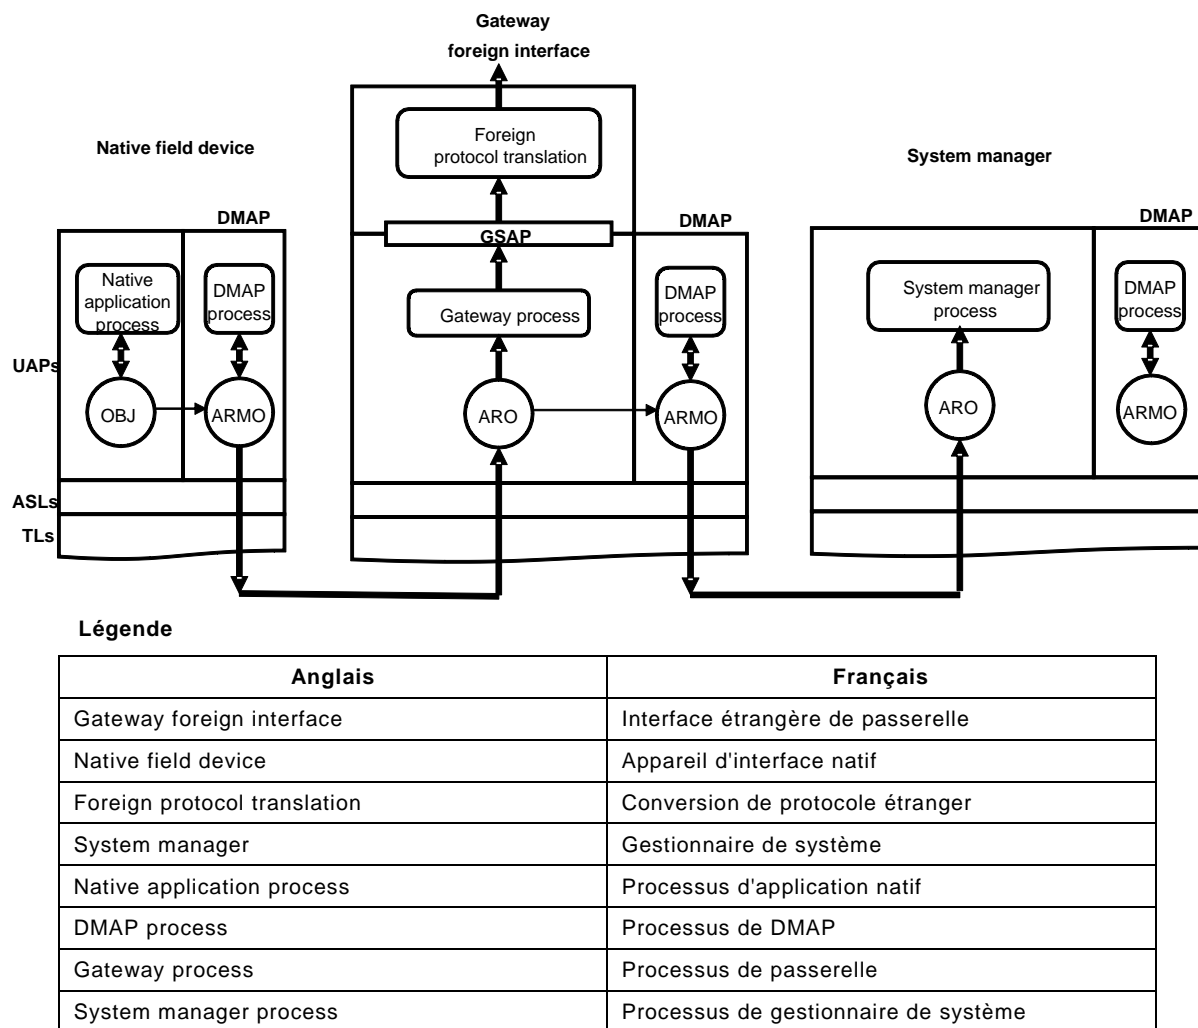 Gateway
foreign interface
Foreign
protocol translation
Native field device
System manager
DMAP
GSAP
DMAP
DMAP
Native
application
process
DMAP
process
Gateway process
DMAP
process
System manager
process
DMAP
process
UAPs
OBJ
ARMO
ARO
ARMO
ARO
ARMO
ASLs
TLs
Légende
Anglais
Français
Gateway foreign interface
Interface étrangère de passerelle
Native field device
Appareil d'interface natif
Foreign protocol translation
Conversion de protocole étranger
System manager
Gestionnaire de système
Native application process
Processus d'application natif
DMAP process
Processus de DMAP
Gateway process
Processus de passerelle
System manager process
Processus de gestionnaire de système